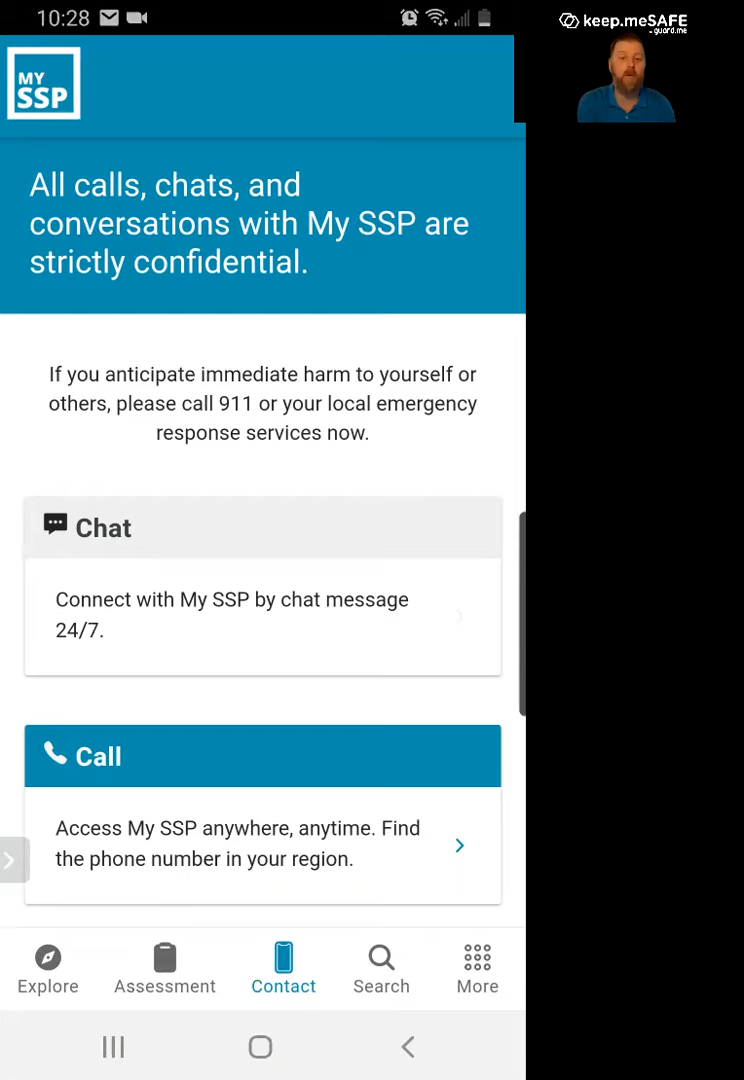 10:28
keep.meSAFE
guard.me
MY
SSP
All calls, chats, and
conversations with My SSP are
strictly confidential.
If you anticipate immediate harm to yourself or
others, please call 911 or your local emergency
response services now.
Chat
Connect with My SSP by chat message
24/7.
Call
Access My SSP anywhere, anytime. Find
the phone number in your region.
Explore Assessment Contact Search More